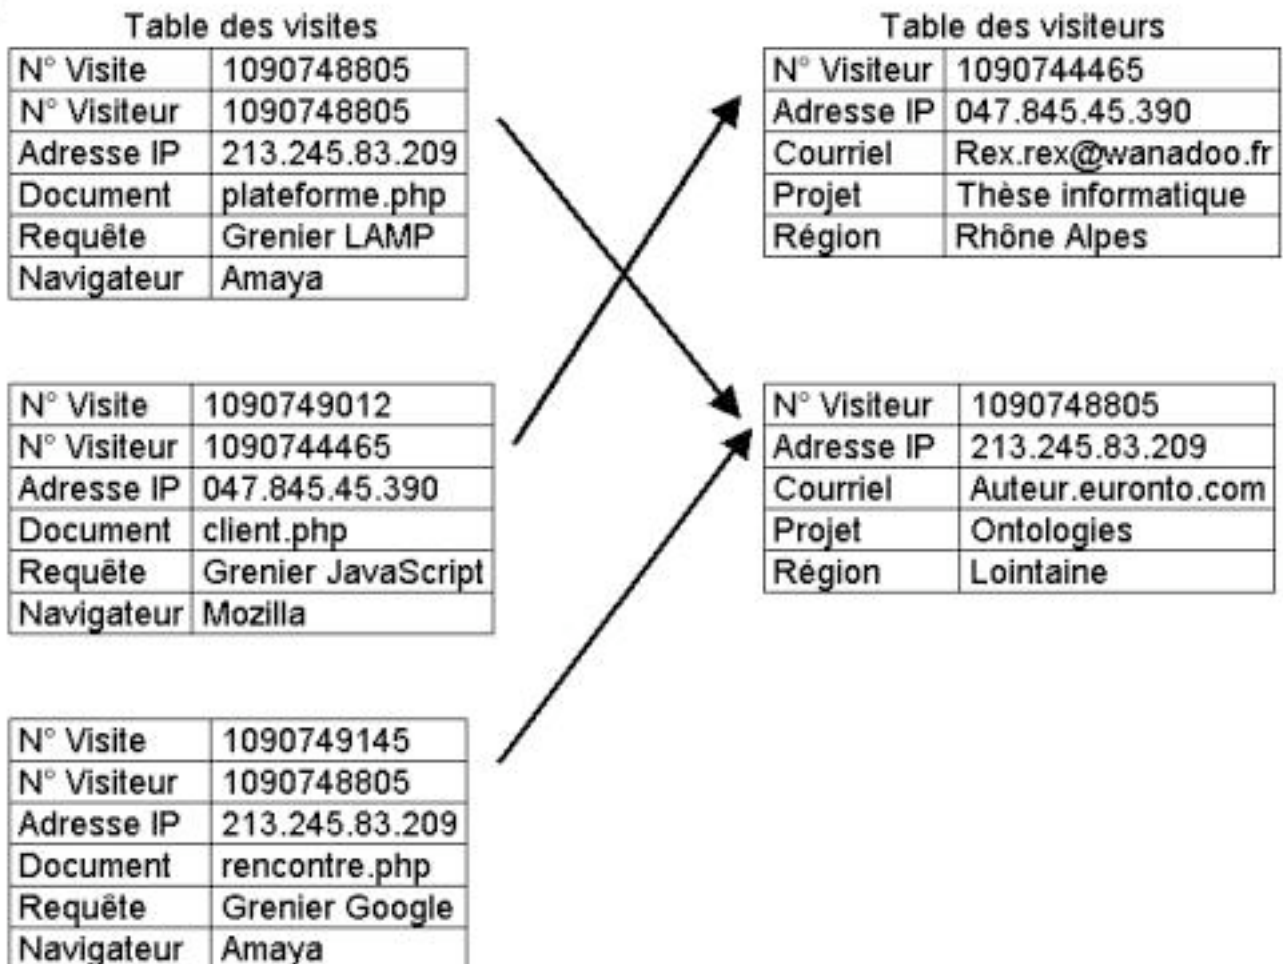 Table des visites
N° Visite 1090748805
N° Visiteur 1090748805
Adresse IP 213.245.83.209
Document plateforme.php
Requête Grenier LAMP
Navigateur Amaya
N° Visite 1090749012
N° Visiteur 1090744465
Adresse IP 047.845.45.390
Document client.php
Requête Grenier JavaScript
Navigateur Mozilla
N° Visite 1090749145
N° Visiteur 1090748805
Adresse IP 213.245.83.209
Document rencontre.php
Requête Grenier Google
Navigateur Amaya
Table des visiteurs
N° Visiteur 1090744465
Adresse IP 047.845.45.390
Courriel Rex.rex@wanadoo.fr
Projet Thèse informatique
Région Rhône Alpes
N° Visiteur 1090748805
Adresse IP 213.245.83.209
Courriel Auteur.euronto.com
Projet Ontologies
Région Lointaine